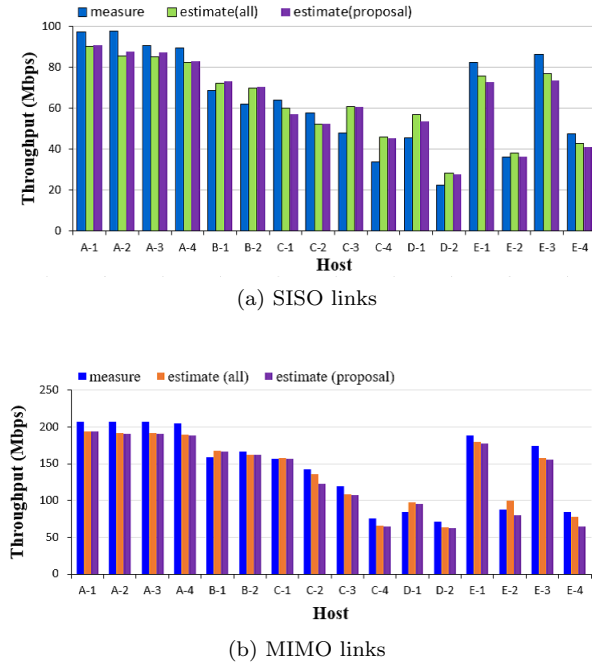 measure estimate(all) estimate(proposal)
Throughput (Mbps)
100
80
60
40
20
0
A-1 A-2 A-3 A-4 B-1 B-2 C-1 C-2 C-3 C-4 D-1 D-2 E-1 E-2 E-3 E-4
Host
(a) SISO links
measure estimate (all) estimate (proposal)
Throughput (Mbps)
250
200
150
100
50
0
A-1 A-2 A-3 A-4 B-1 B-2 C-1 C-2 C-3 C-4 D-1 D-2 E-1 E-2 E-3 E-4
Host
(b) MIMO links